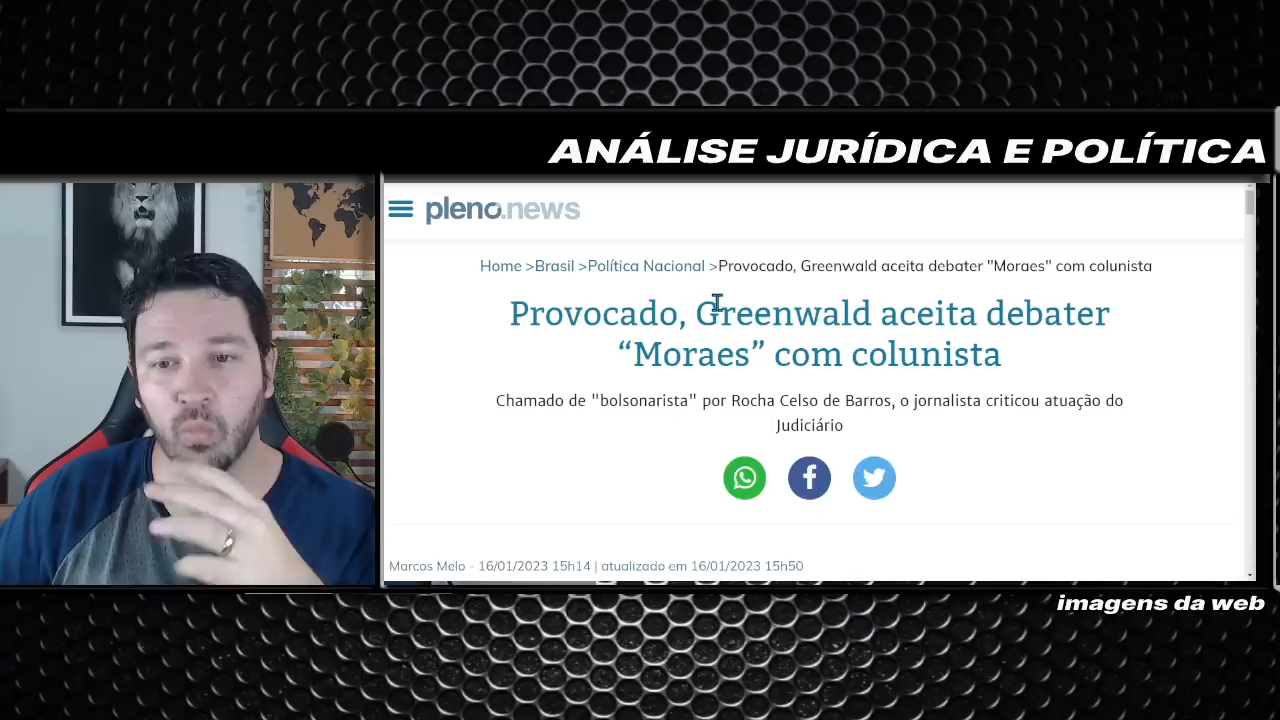 ANÁLISE JURÍDICA E POLÍTICA
pleno.news
Home >Brasil >Política Nacional >Provocado, Greenwald aceita debater "Moraes" com colunista
Provocado, Greenwald aceita debater
“Moraes” com colunista
Chamado de "bolsonarista" por Rocha Celso de Barros, o jornalista criticou atuação do
Judiciário
Marcos Melo - 16/01/2023 15h14 | atualizado em 16/01/2023 15h50
imagens da web